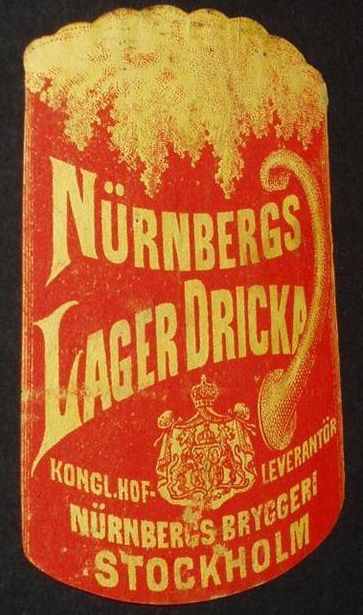 NÜRNBERGS
LAGER DRICKA
KONGL. HOF- LEVERANTÖR
NÜRNBERGS BRYGGERI
STOCKHOLM